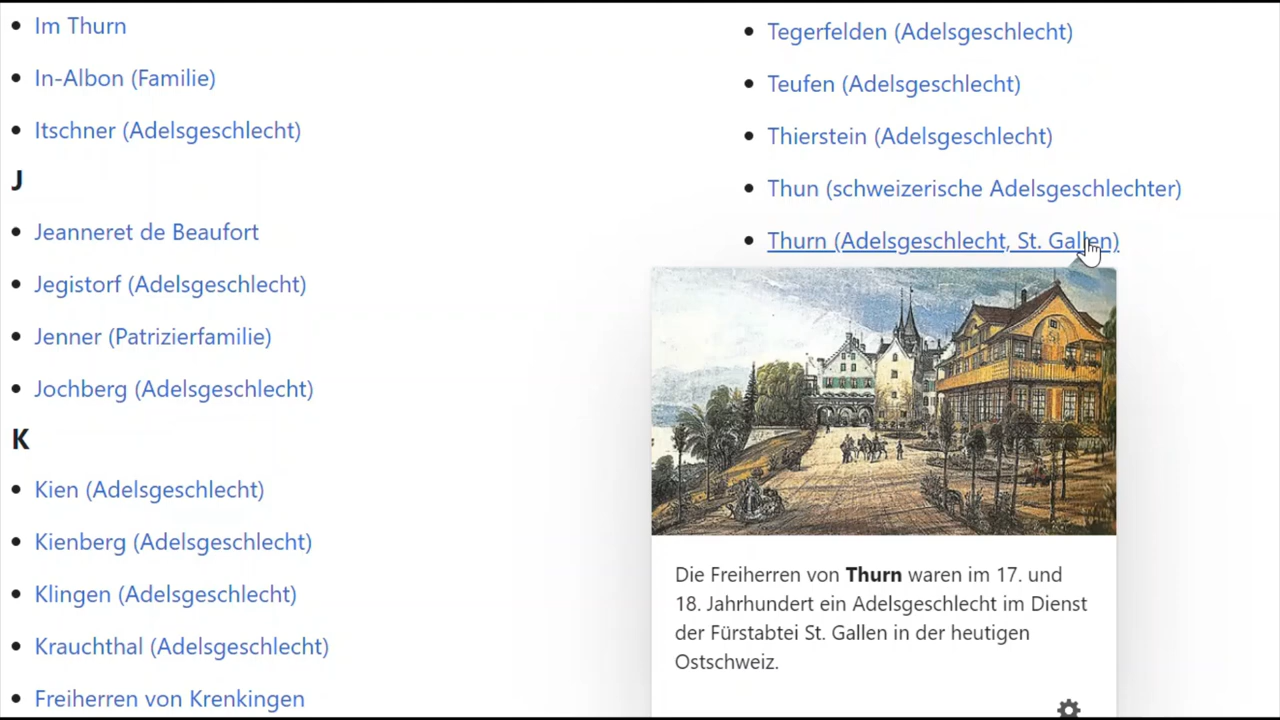 Im Thurn
In-Albon (Familie)
Itschner (Adelsgeschlecht)
J
Jeanneret de Beaufort
Jegistorf (Adelsgeschlecht)
Jenner (Patrizierfamilie)
Jochberg (Adelsgeschlecht)
K
Kien (Adelsgeschlecht)
Kienberg (Adelsgeschlecht)
Klingen (Adelsgeschlecht)
Krauchthal (Adelsgeschlecht)
Freiherren von Krenkingen
Tegerfelden (Adelsgeschlecht)
Teufen (Adelsgeschlecht)
Thierstein (Adelsgeschlecht)
Thun (schweizerische Adelsgeschlechter)
Thurn (Adelsgeschlecht, St. Gallen)
Die Freiherren von Thurn waren im 17. und
18. Jahrhundert ein Adelsgeschlecht im Dienst
der Fürstabtei St. Gallen in der heutigen
Ostschweiz.